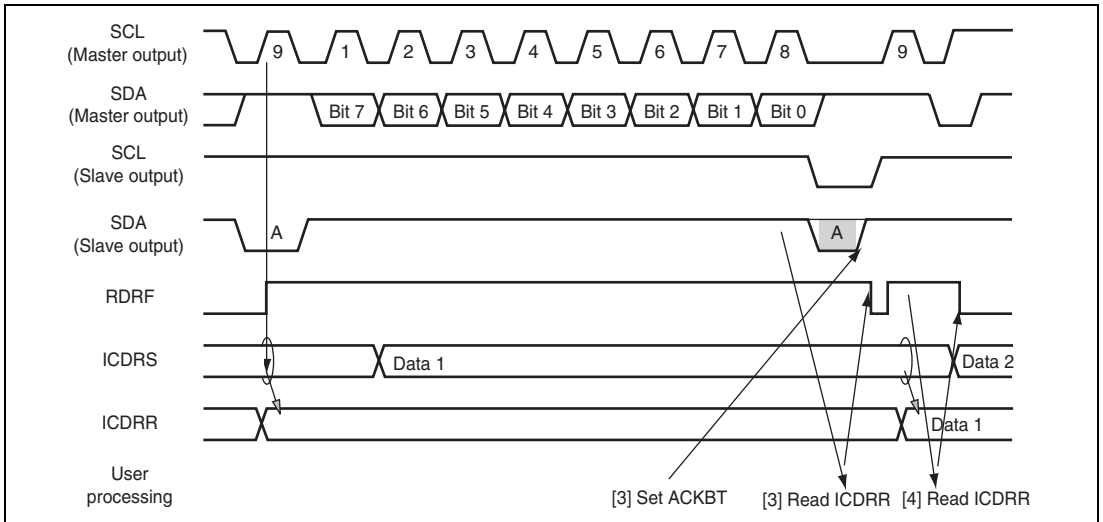 SCL
(Master output)
9 1 2 3 4 5 6 7 8 9
SDA
(Master output)
Bit 7 Bit 6 Bit 5 Bit 4 Bit 3 Bit 2 Bit 1 Bit 0
SCL
(Slave output)
SDA
(Slave output)
A A
RDRF
ICDRS
Data 1 Data 2
ICDRR
Data 1
User
processing
[3] Set ACKBT [3] Read ICDRR [4] Read ICDRR